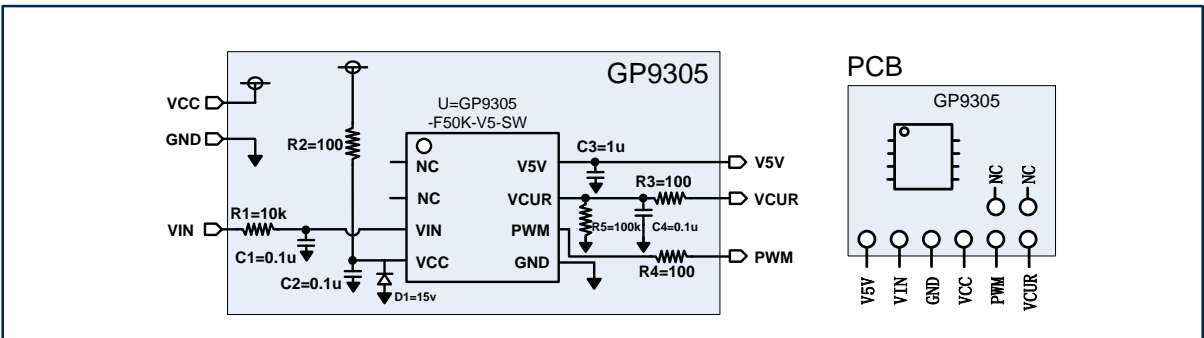 GP9305
VCC
GND
VIN
R1=10k
C1=0.1u
R2=100
C2=0.1u
D1=15v
U=GP9305
-F50K-V5-SW
NC
NC
VIN
VCC
V5V
VCUR
PWM
GND
C3=1u
R3=100
R5=100k
C4=0.1u
R4=100
V5V
VCUR
PWM
PCB
GP9305
NC
NC
V5V
VIN
GND
VCC
PWM
VCUR